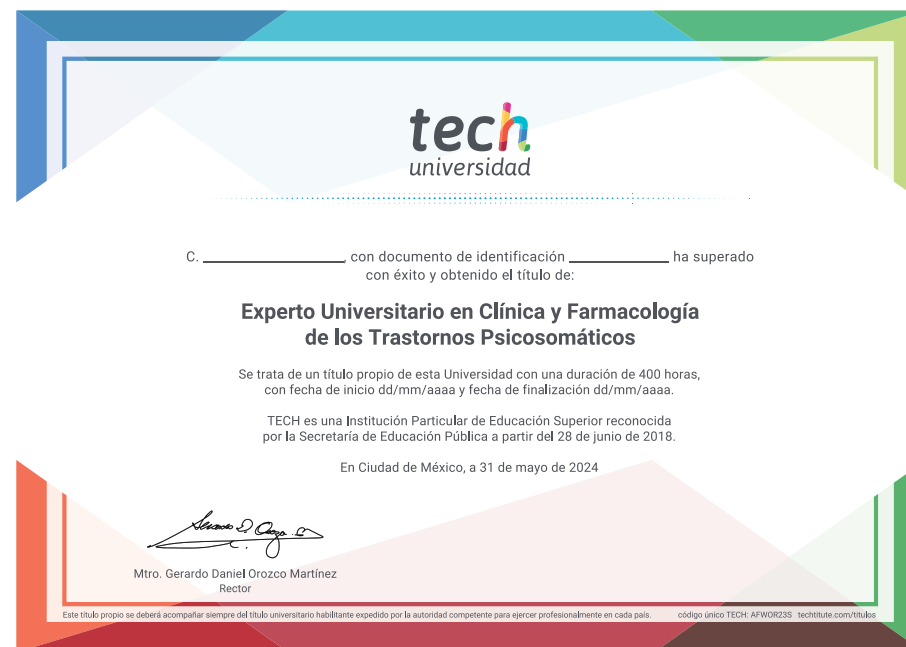 tech
universidad
C. ____________, con documento de identificación ____________ ha superado
con éxito y obtenido el título de:
Experto Universitario en Clínica y Farmacología
de los Trastornos Psicosomáticos
Se trata de un título propio de esta Universidad con una duración de 400 horas,
con fecha de inicio dd/mm/aaaa y fecha de finalización dd/mm/aaaa.
TECH es una Institución Particular de Educación Superior reconocida
por la Secretaría de Educación Pública a partir del 28 de junio de 2018.
En Ciudad de México, a 31 de mayo de 2024
Mtro. Gerardo Daniel Orozco Martínez
Rector
Este título propio se deberá acompañar siempre del título universitario habilitante expedido por la autoridad competente para ejercer profesionalmente en cada país. código único TECH: AFWOR23S techtitute.com/titulos